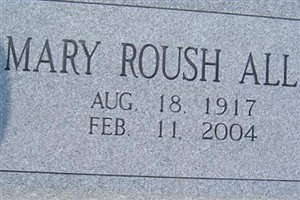 MARY ROUSH ALL
AUG. 18. 1917
FEB. 11. 2004